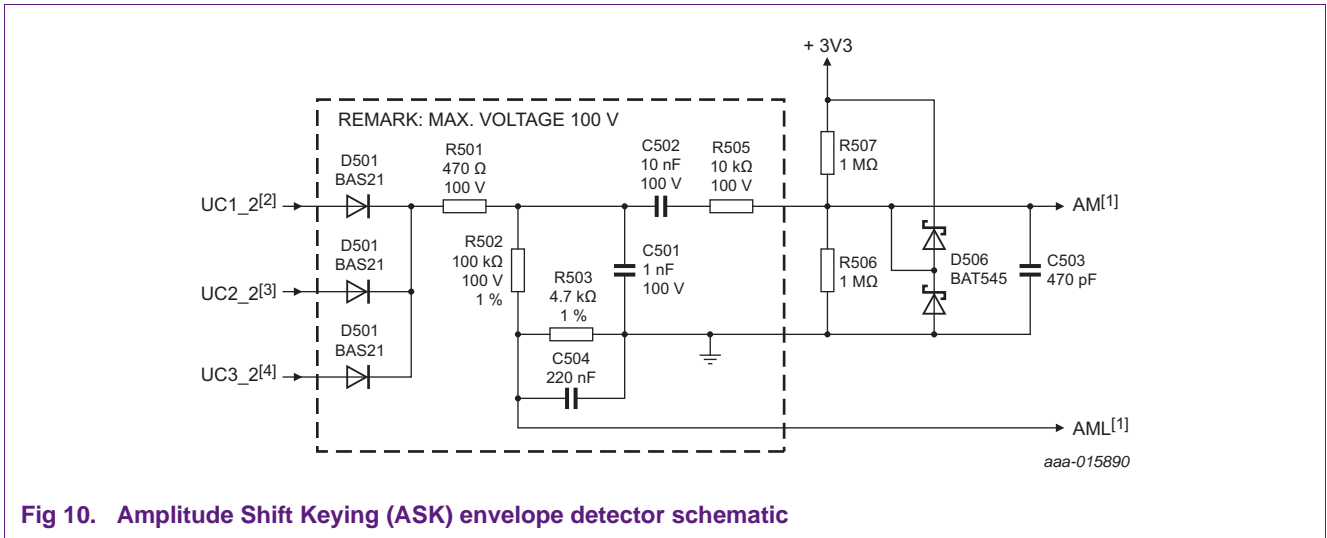 + 3V3
REMARK: MAX. VOLTAGE 100 V
D501
BAS21
R501
470 Ω
100 V
C502
10 nF
100 V
R505
10 kΩ
100 V
R507
1 MΩ
UC1_2[2]
AM[1]
D501
BAS21
R502
100 kΩ
100 V
1 %
R503
4.7 kΩ
1 %
C501
1 nF
100 V
R506
1 MΩ
D506
BAT545
C503
470 pF
UC2_2[3]
D501
BAS21
C504
220 nF
UC3_2[4]
AML[1]
aaa-015890
Fig 10. Amplitude Shift Keying (ASK) envelope detector schematic